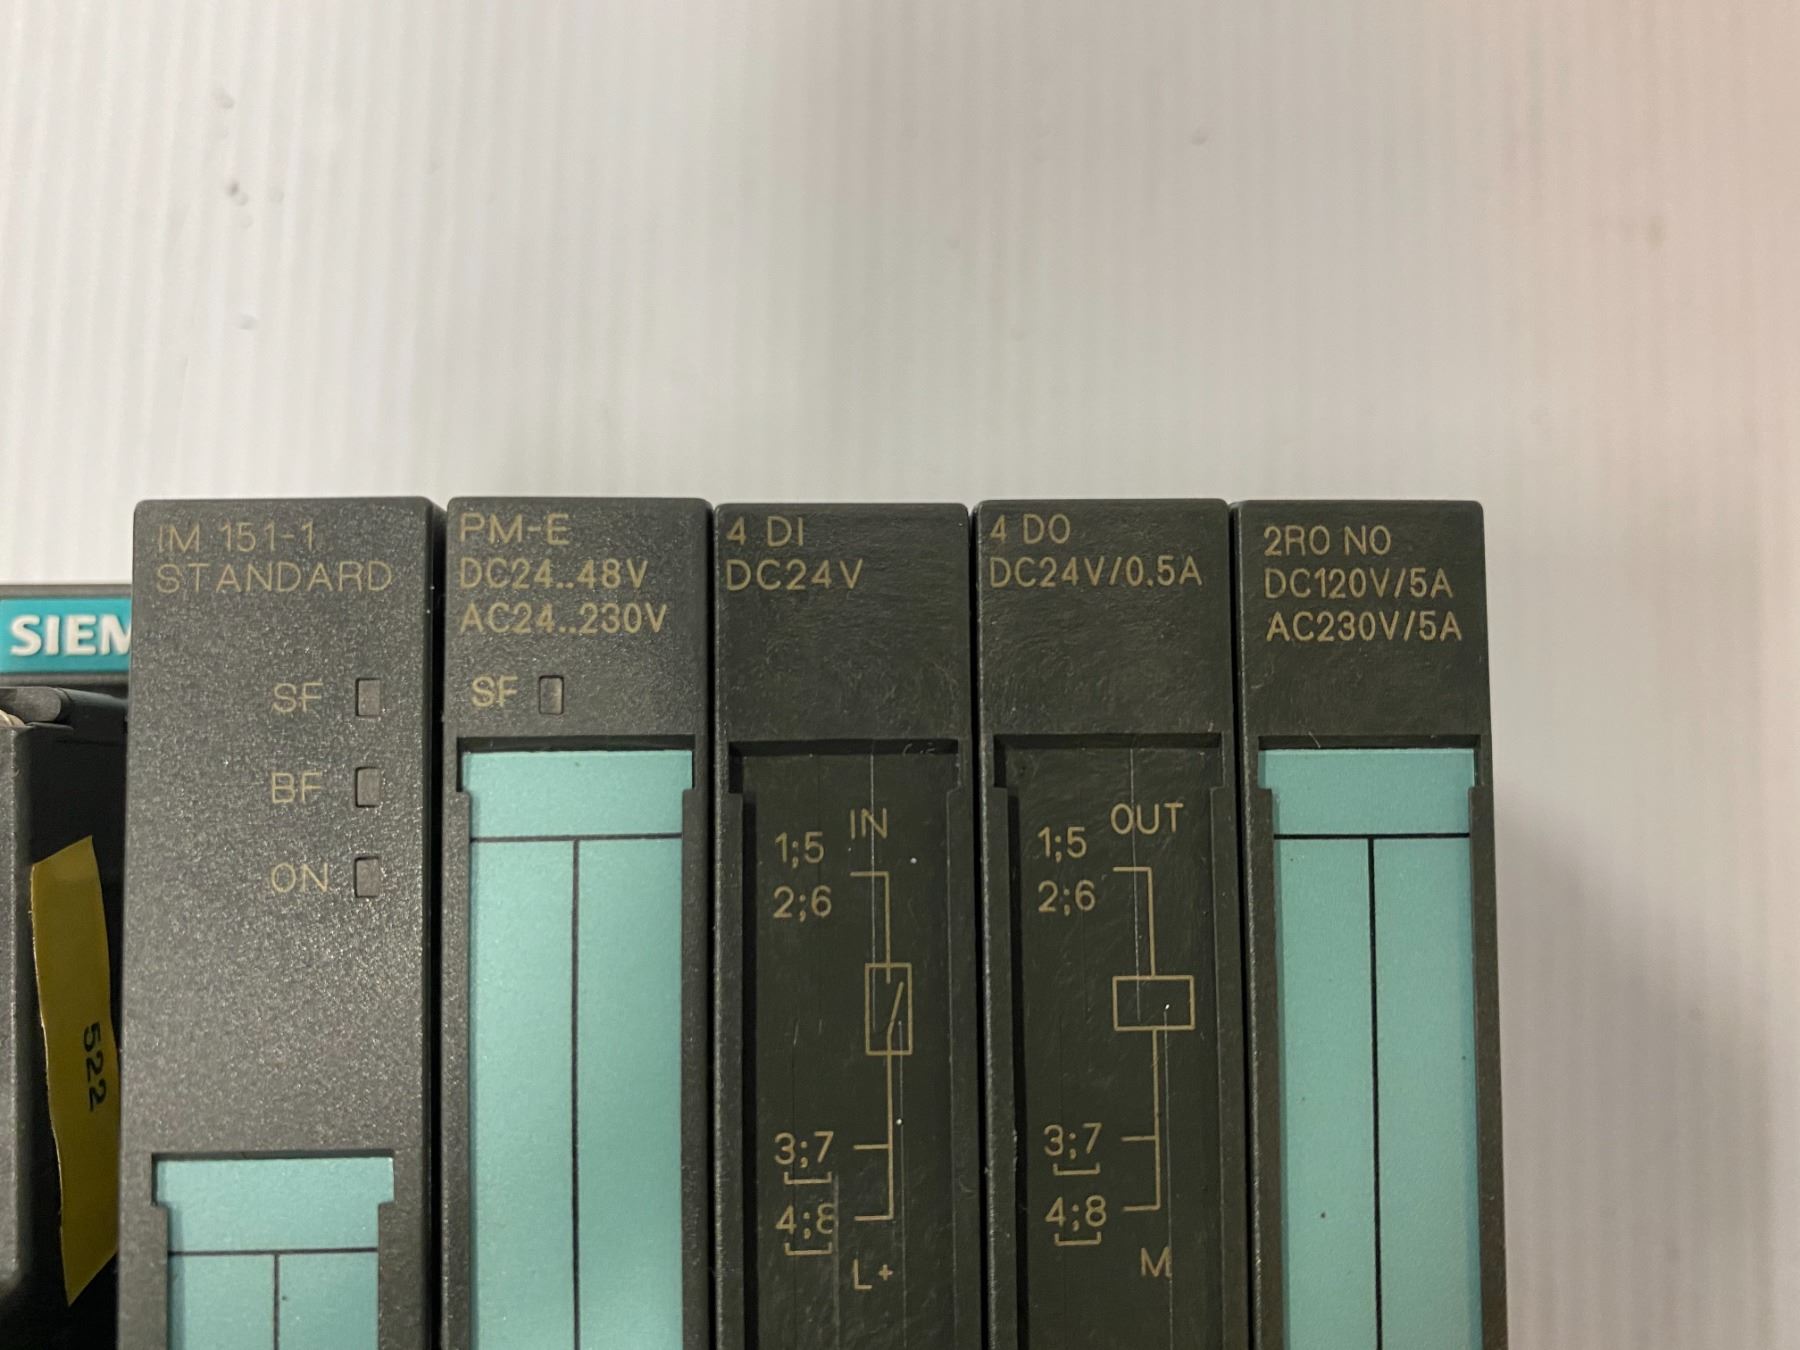 SIEM
522
IM 151-1
STANDARD
SF
BF
ON
PM-E
DC24..48V
AC24..230V
SF
4 DI
DC24V
IN
1;5
2;6
3;7
4;8
L+
4 DO
DC24V/0.5A
OUT
1;5
2;6
3;7
4;8
M
2RO NO
DC120V/5A
AC230V/5A